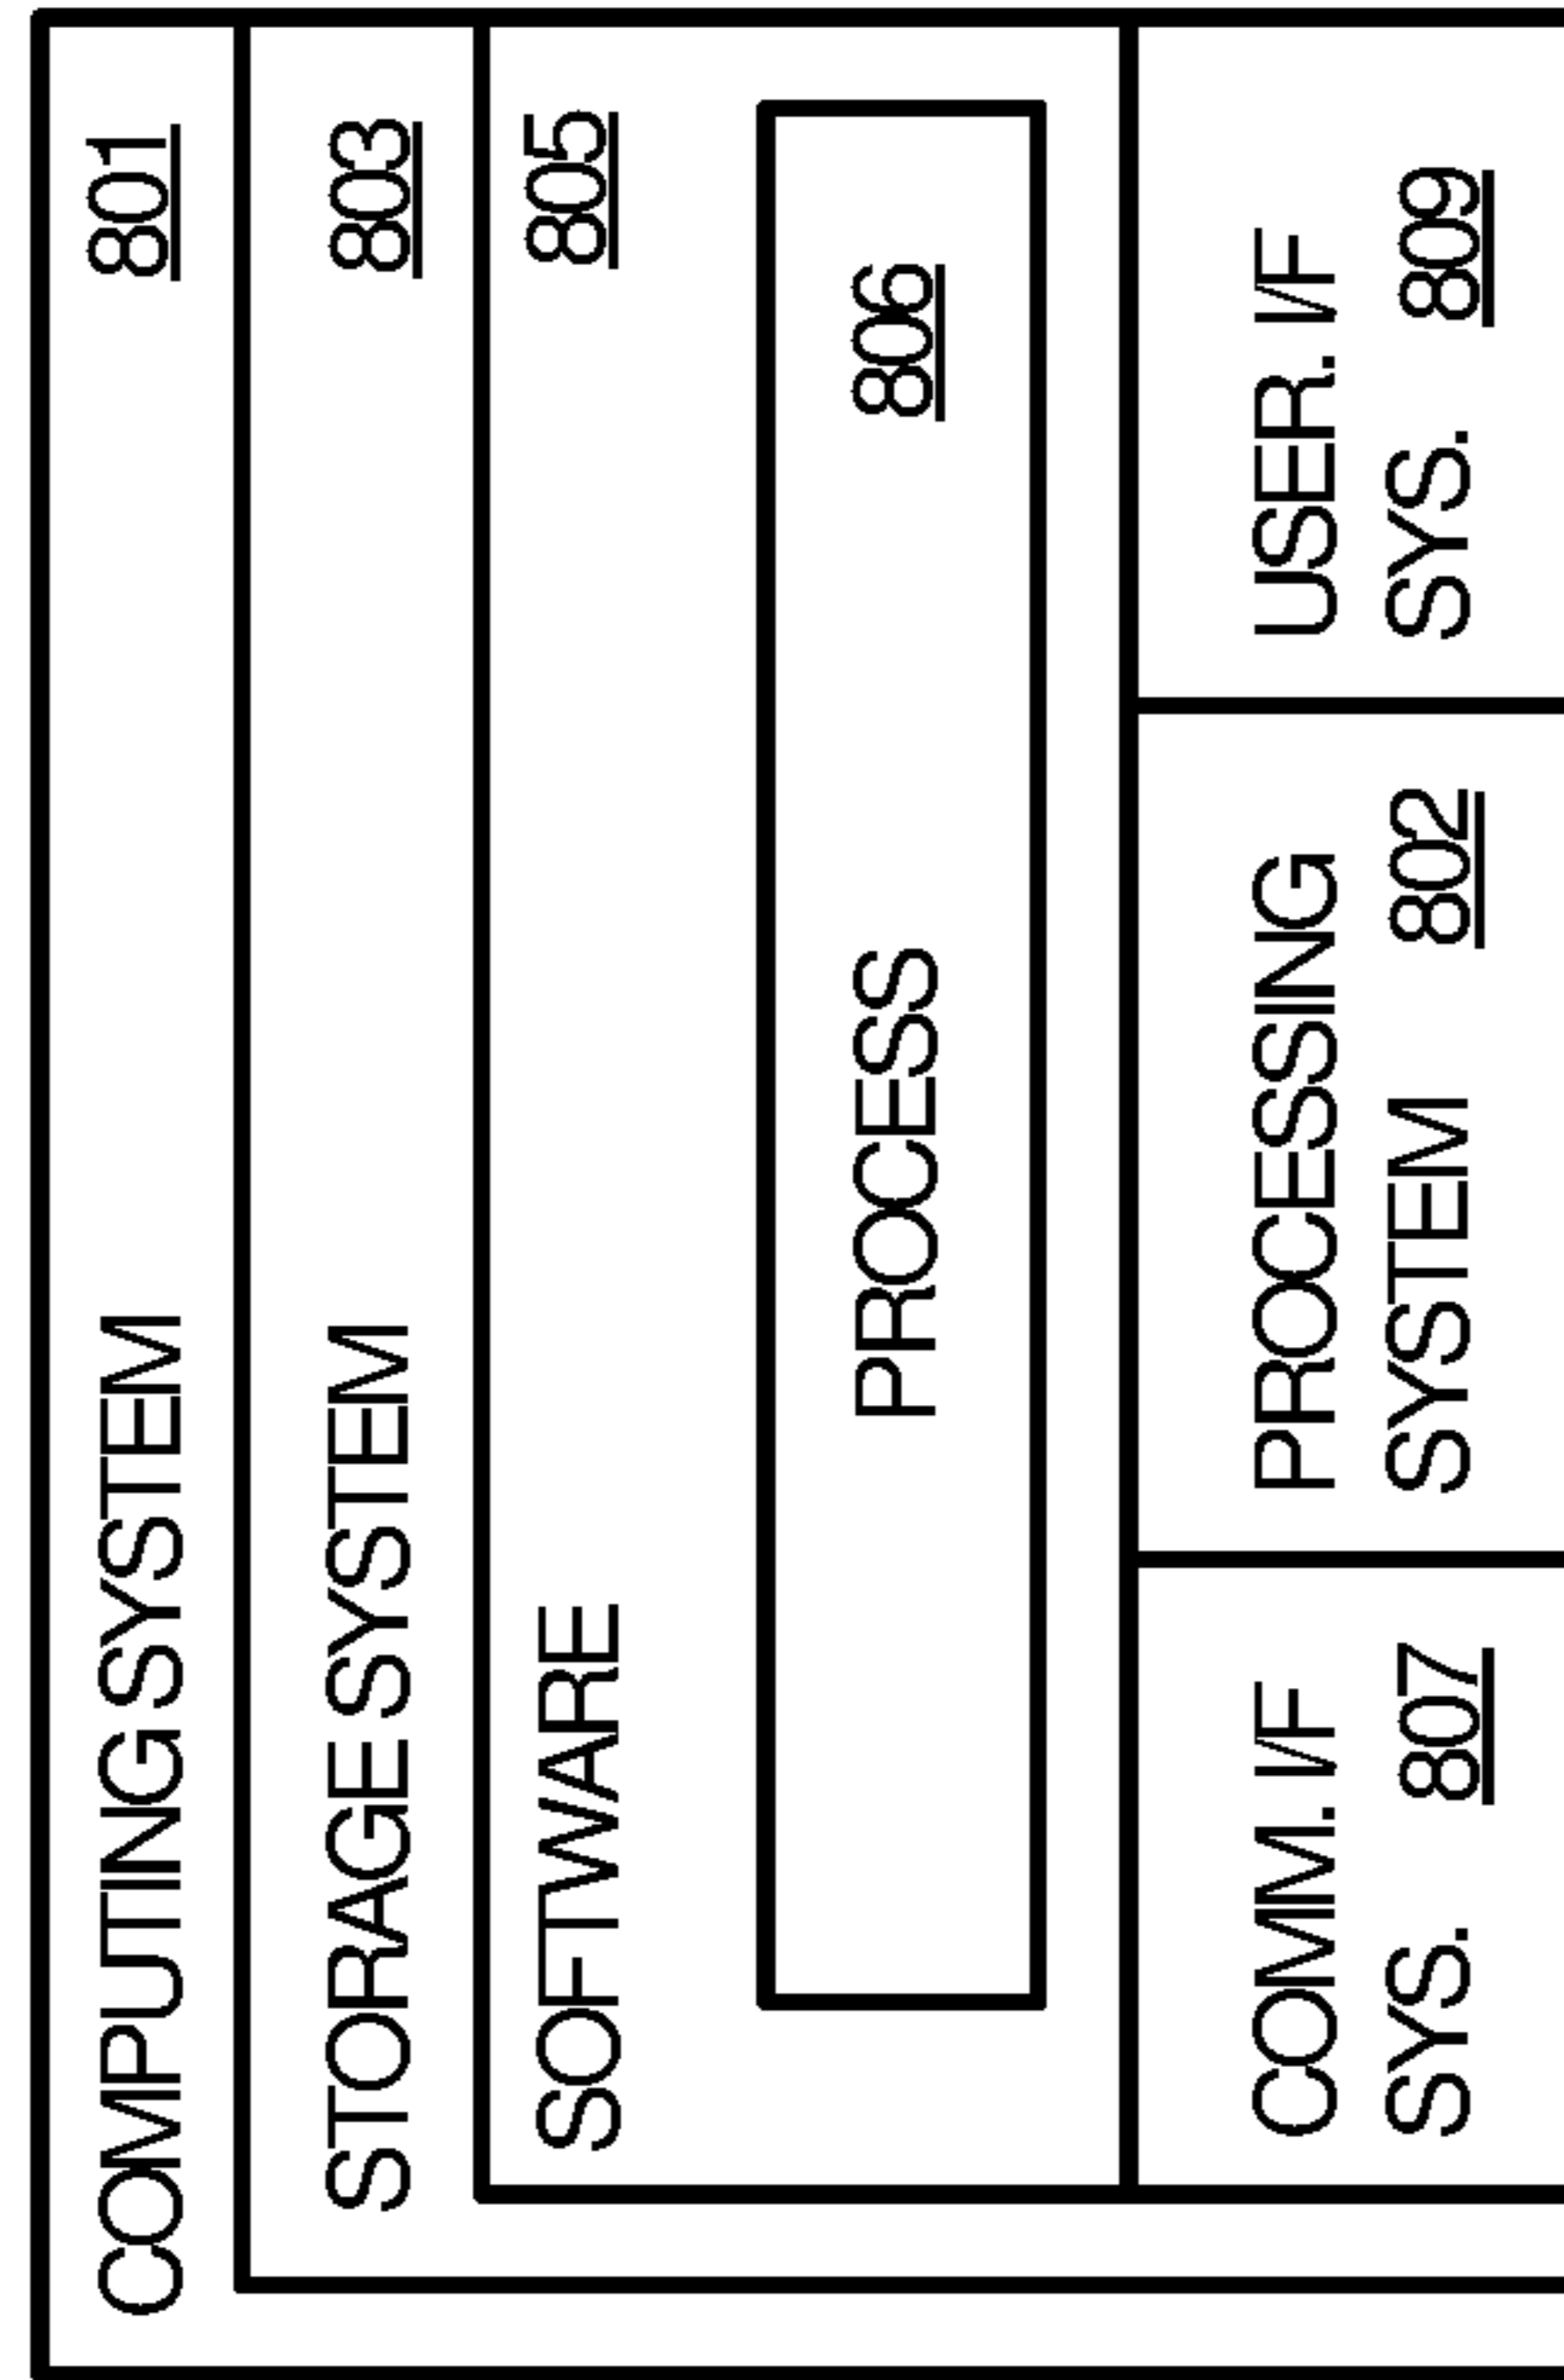 COMPUTING SYSTEM 801
STORAGE SYSTEM 803
SOFTWARE 805
PROCESS 806
COMM. I/F
SYS. 807
PROCESSING
SYSTEM 802
USER. I/F
SYS. 809